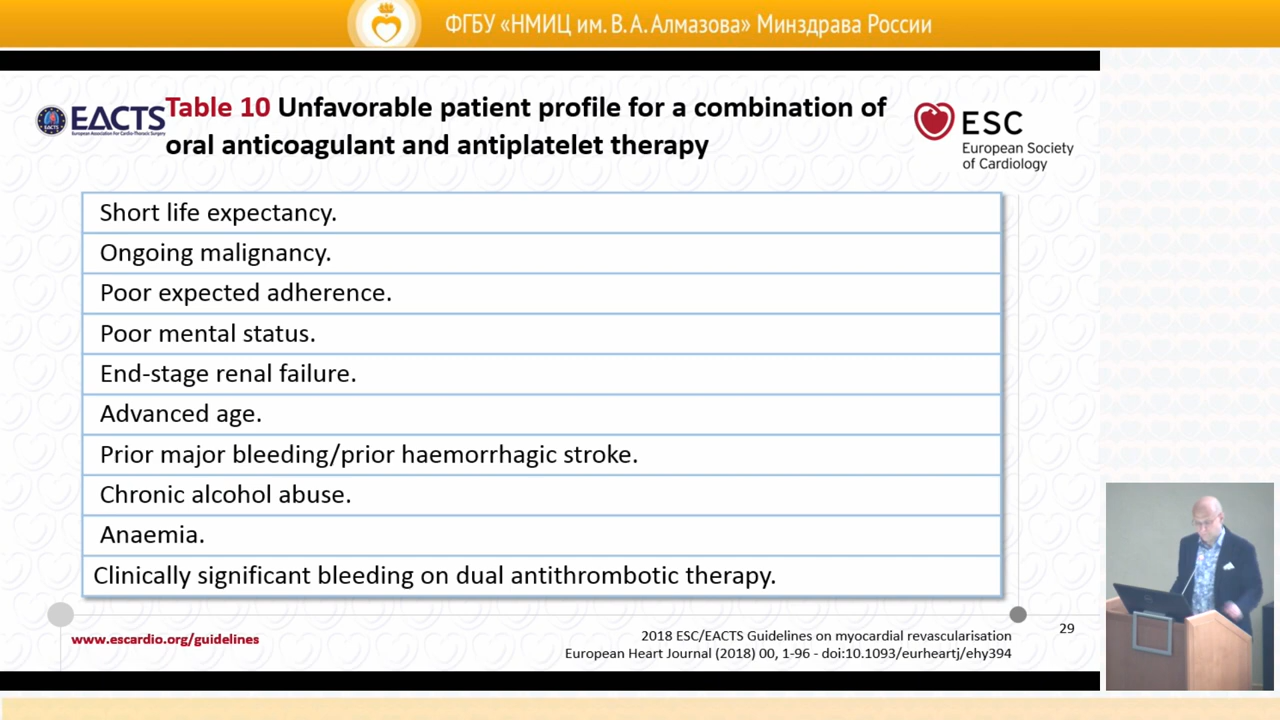 ФГБУ «НМИЦ им. В. А. Алмазова» Минздрава России
EACTS
European Association For Cardio-Thoracic Surgery
Table 10 Unfavorable patient profile for a combination of
oral anticoagulant and antiplatelet therapy
ESC
European Society
of Cardiology
Short life expectancy.
Ongoing malignancy.
Poor expected adherence.
Poor mental status.
End-stage renal failure.
Advanced age.
Prior major bleeding/prior haemorrhagic stroke.
Chronic alcohol abuse.
Anaemia.
Clinically significant bleeding on dual antithrombotic therapy.
www.escardio.org/guidelines
2018 ESC/EACTS Guidelines on myocardial revascularisation
European Heart Journal (2018) 00, 1-96 - doi:10.1093/eurheartj/ehy394
29